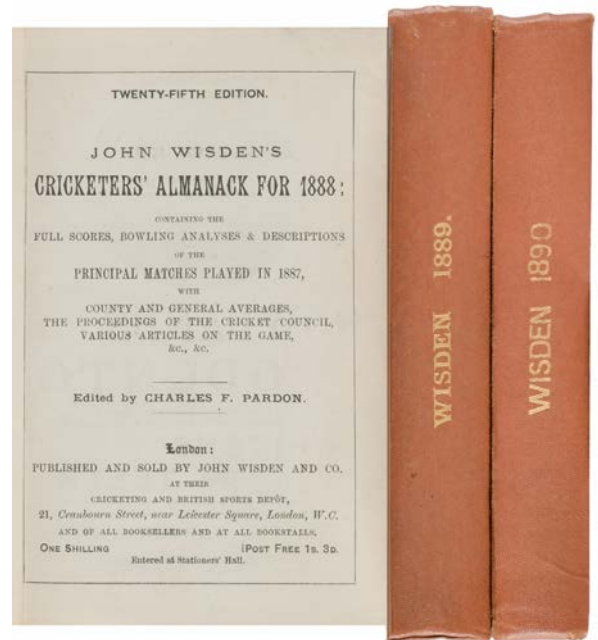 TWENTY-FIFTH EDITION.
JOHN WISDEN'S
CRICKETERS' ALMANACK FOR 1888:
CONTAINING THE
FULL SCORES, BOWLING ANALYSES & DESCRIPTIONS
OF THE
PRINCIPAL MATCHES PLAYED IN 1887,
WITH
COUNTY AND GENERAL AVERAGES,
THE PROCEEDINGS OF THE CRICKET COUNCIL,
VARIOUS ARTICLES ON THE GAME,
&c., &c.
Edited by CHARLES F. PARDON.
London:
PUBLISHED AND SOLD BY JOHN WISDEN AND CO.
AT THEIR
CRICKETING AND BRITISH SPORTS DEPÔT,
21, Cranbourn Street, near Leicester Square, London, W.C.
AND OF ALL BOOKSELLERS AND AT ALL BOOKSTALLS,
ONE SHILLING POST FREE 1s. 3D.
Entered at Stationers' Hall.
WISDEN 1889.
WISDEN 1890